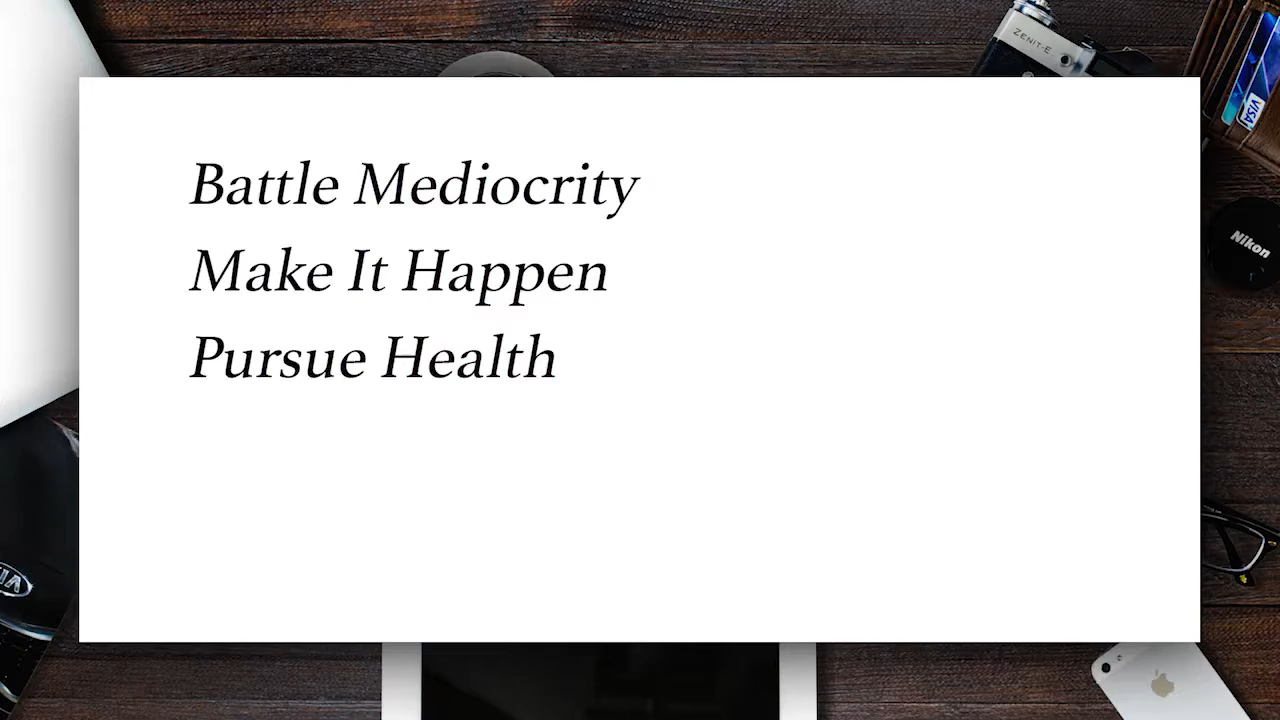 ZENIT-E
VISA
Battle Mediocrity
Make It Happen
Pursue Health
Nikon